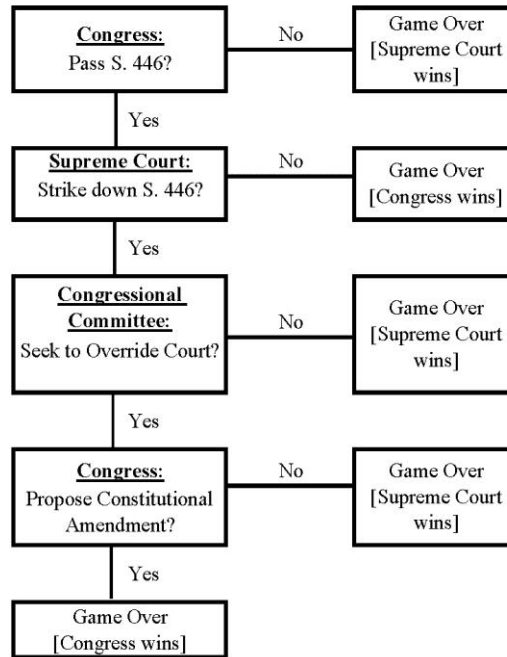 Congress:
Pass S. 446?
No
Game Over
[Supreme Court
wins]
Yes
Supreme Court:
Strike down S. 446?
No
Game Over
[Congress wins]
Yes
Congressional
Committee:
Seek to Override Court?
No
Game Over
[Supreme Court
wins]
Yes
Congress:
Propose Constitutional
Amendment?
No
Game Over
[Supreme Court
wins]
Yes
Game Over
[Congress wins]